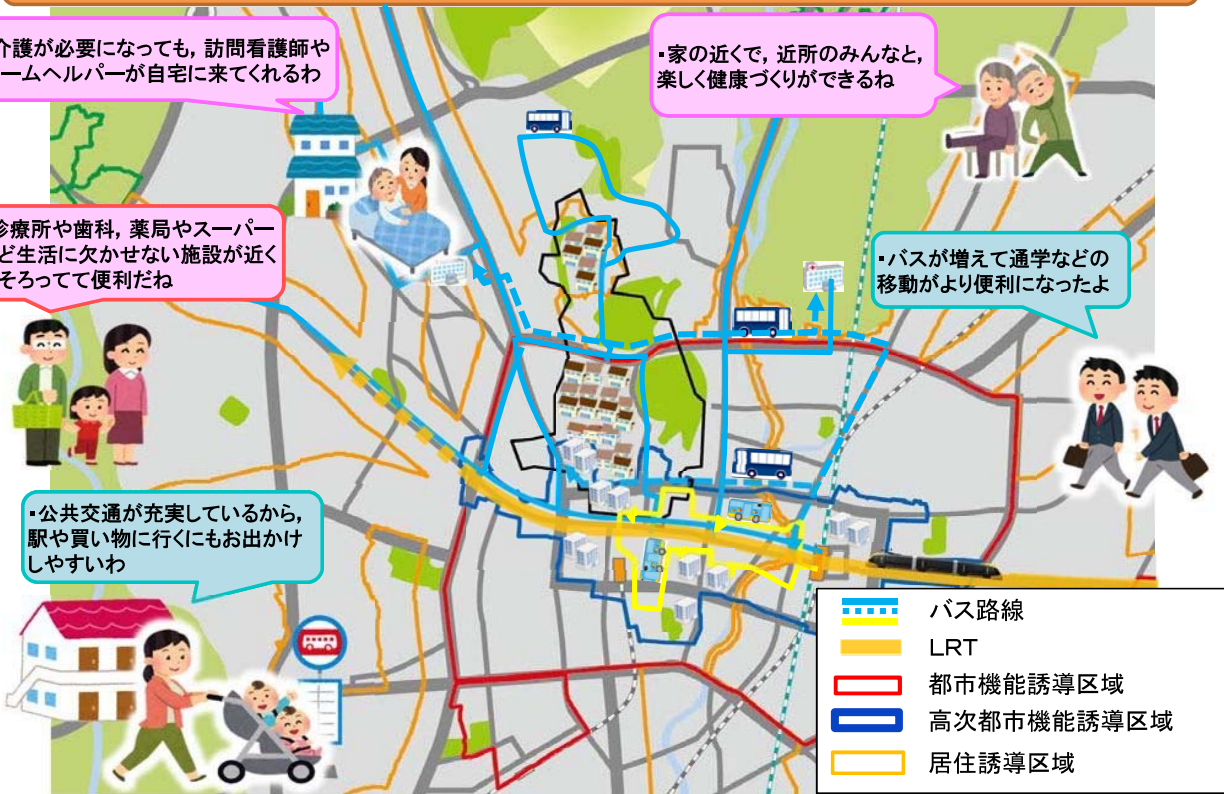 介護が必要になっても，訪問看護師や
ームヘルパーが自宅に来てくれるわ
・家の近くで，近所のみんなと，
楽しく健康づくりができるね
診療所や歯科，薬局やスーパー
ど生活に欠かせない施設が近く
そろってて便利だね
・バスが増えて通学などの
移動がより便利になったよ
・公共交通が充実しているから，
駅や買い物に行くにもお出かけ
しやすいわ
バス路線
LRT
都市機能誘導区域
高次都市機能誘導区域
居住誘導区域